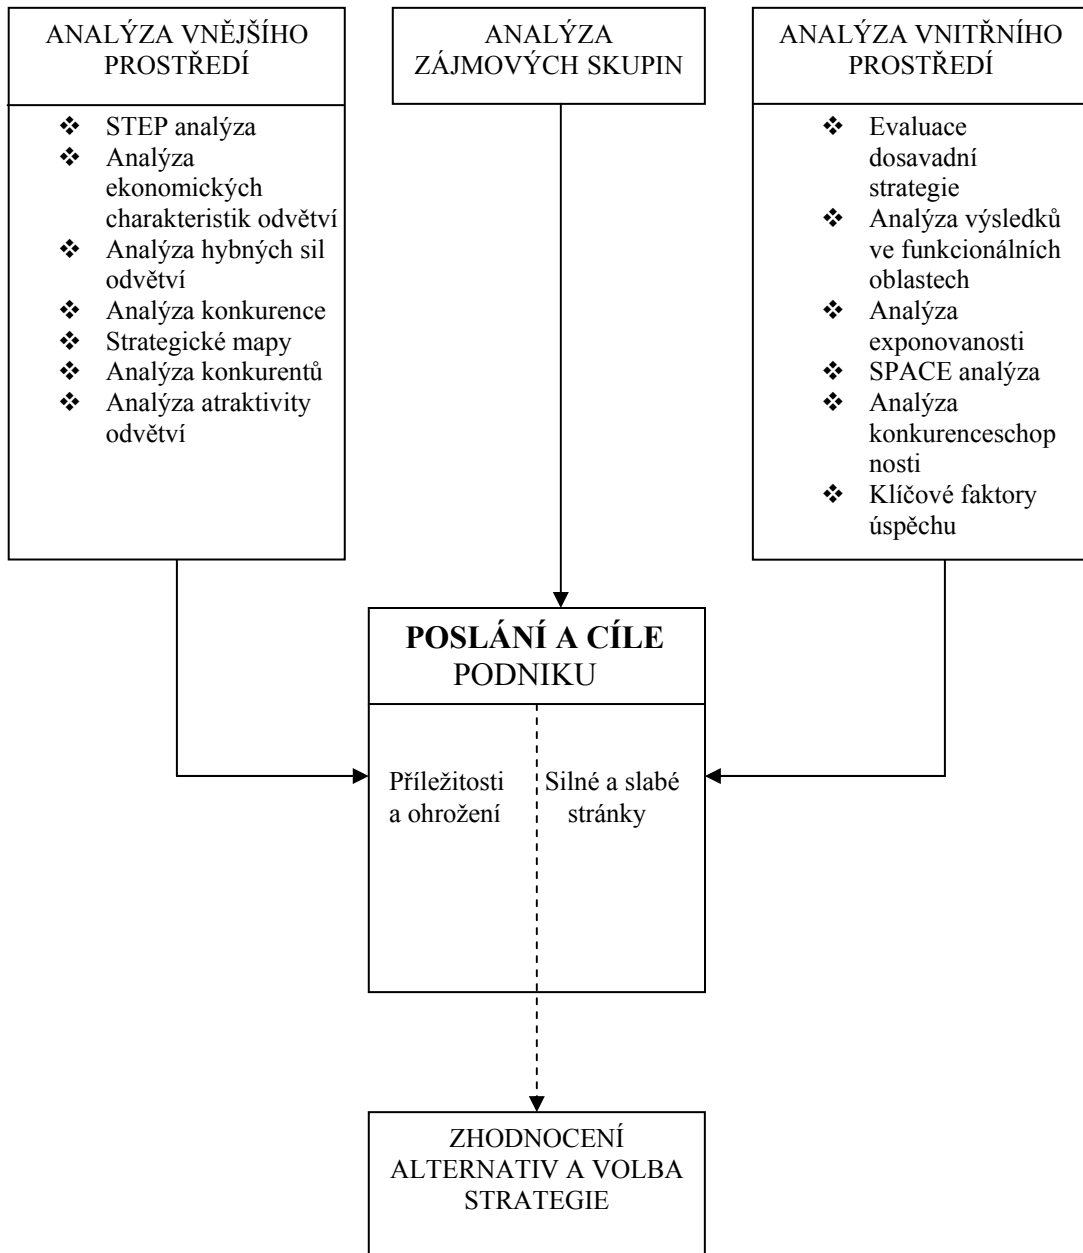 ANALÝZA VNĚJŠÍHO
PROSTŘEDÍ
❖ STEP analýza
❖ Analýza
ekonomických
charakteristik odvětví
❖ Analýza hybných sil
odvětví
❖ Analýza konkurence
❖ Strategické mapy
❖ Analýza konkurentů
❖ Analýza atraktivity
odvětví
ANALÝZA
ZÁJMOVÝCH SKUPIN
ANALÝZA VNITŘNÍHO
PROSTŘEDÍ
❖ Evaluace
dosavadní
strategie
❖ Analýza výsledků
ve funkcionálních
oblastech
❖ Analýza
exponovanosti
❖ SPACE analýza
❖ Analýza
konkurenceschop
nosti
❖ Klíčové faktory
úspěchu
POSLÁNÍ A CÍLE
PODNIKU
Příležitosti
a ohrožení
Silné a slabé
stránky
ZHODNOCENÍ
ALTERNATIV A VOLBA
STRATEGIE